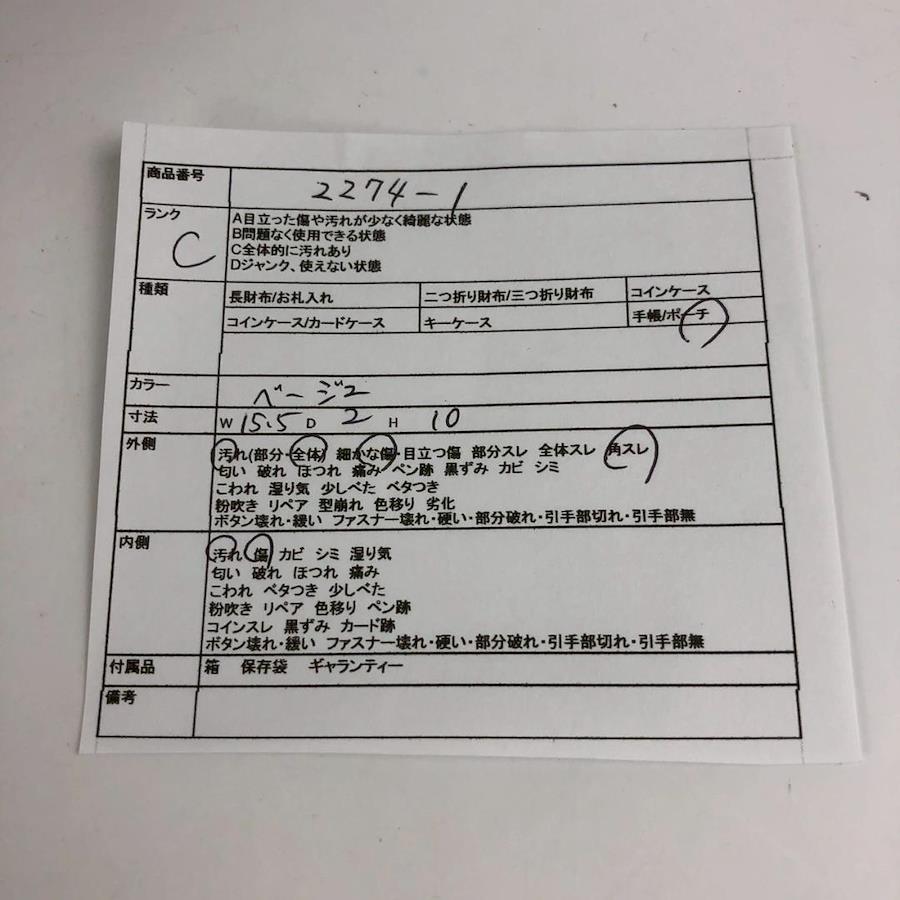 商品番号 2274-1
ランク C
A目立った傷や汚れが少なく綺麗な状態
B問題なく使用できる状態
C全体的に汚れあり
Dジャンク、使えない状態
種類
長財布/お札入れ 二つ折り財布/三つ折り財布 コインケース
コインケース/カードケース キーケース 手帳/ポーチ
カラー ベージュ
寸法 W 15.5 D 2 H 10
外側
汚れ(部分・全体) 細かな傷・目立つ傷 部分スレ 全体スレ 角スレ
匂い 破れ ほつれ 痛み ペン跡 黒ずみ カビ シミ
こわれ 湿り気 少しべた ベタつき
粉吹き リペア 型崩れ 色移り 劣化
ボタン壊れ・緩い ファスナー壊れ・硬い・部分破れ・引手部切れ・引手部無
内側
汚れ 傷 カビ シミ 湿り気
匂い 破れ ほつれ 痛み
こわれ ベタつき 少しべた
粉吹き リペア 色移り ペン跡
コインスレ 黒ずみ カード跡
ボタン壊れ・緩い ファスナー壊れ・硬い・部分破れ・引手部切れ・引手部無
付属品 箱 保存袋 ギャランティー
備考